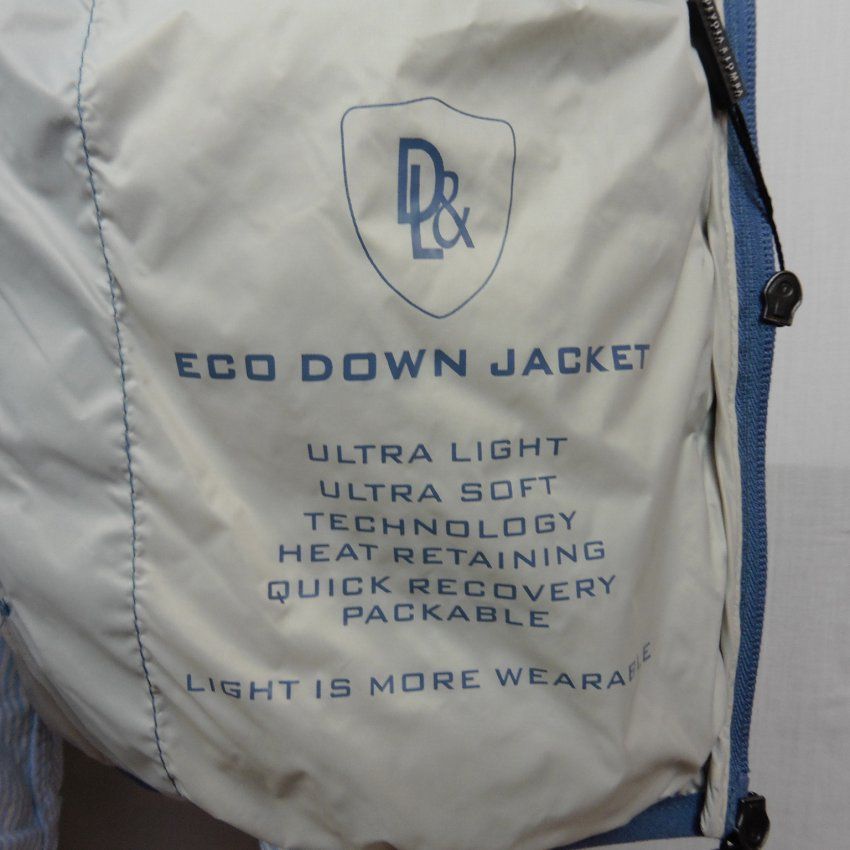 DL&
ECO DOWN JACKET
ULTRA LIGHT
ULTRA SOFT
TECHNOLOGY
HEAT RETAINING
QUICK RECOVERY
PACKABLE
LIGHT IS MORE WEARABLE